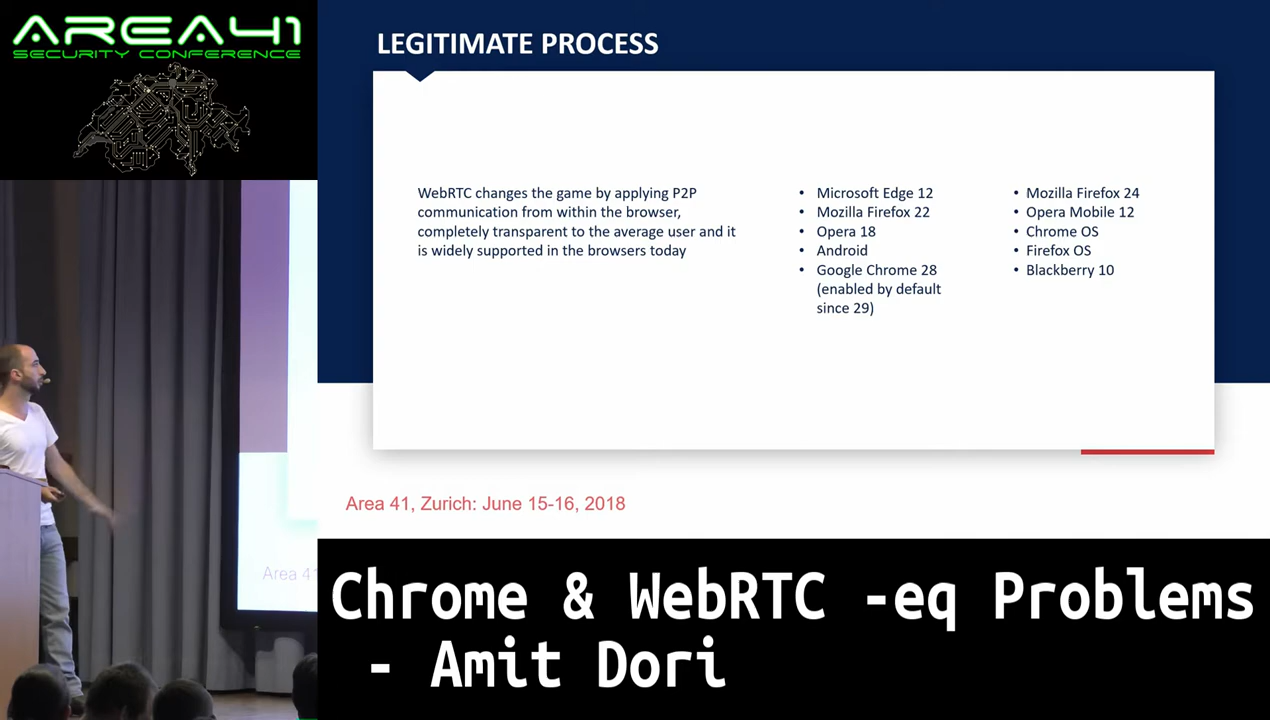 AREA41
SECURITY CONFERENCE
LEGITIMATE PROCESS
WebRTC changes the game by applying P2P
communication from within the browser,
completely transparent to the average user and it
is widely supported in the browsers today
• Microsoft Edge 12
• Mozilla Firefox 22
• Opera 18
• Android
• Google Chrome 28
(enabled by default
since 29)
• Mozilla Firefox 24
• Opera Mobile 12
• Chrome OS
• Firefox OS
• Blackberry 10
Area 41, Zurich: June 15-16, 2018
Area 41
Chrome & WebRTC -eq Problems
- Amit Dori